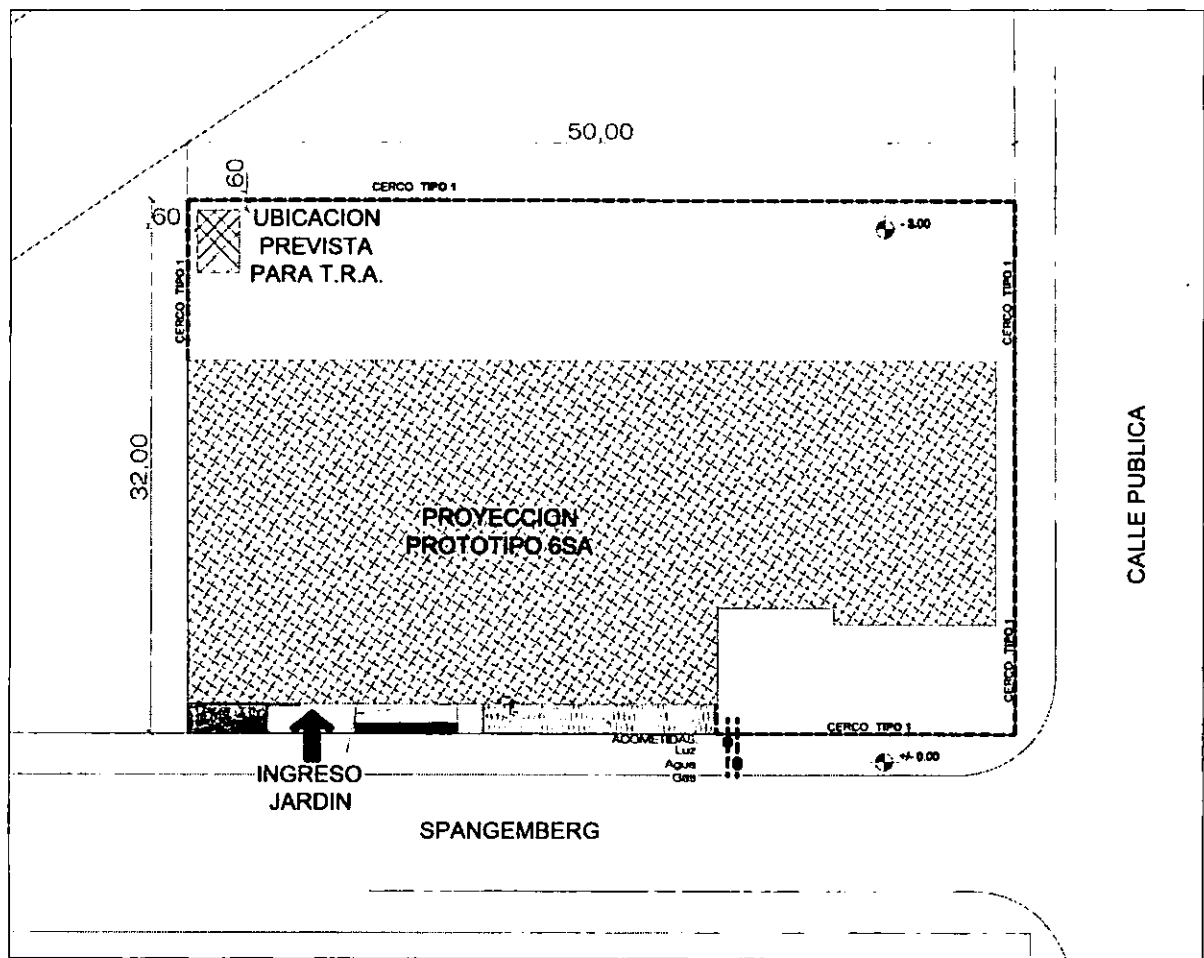 50,00
60
CERCO TIPO 1
60
UBICACION
PREVISTA
PARA T.R.A.
- 3.00
CERCO TIPO 1
CERCO TIPO 1
32,00
PROYECCION
PROTOTIPO 6SA
CALLE PUBLICA
CERCO TIPO 1
CERCO TIPO 1
ACOMETIDAS.
Luz
Agua
Gas
+/- 0.00
INGRESO
JARDIN
SPANGEMBERG